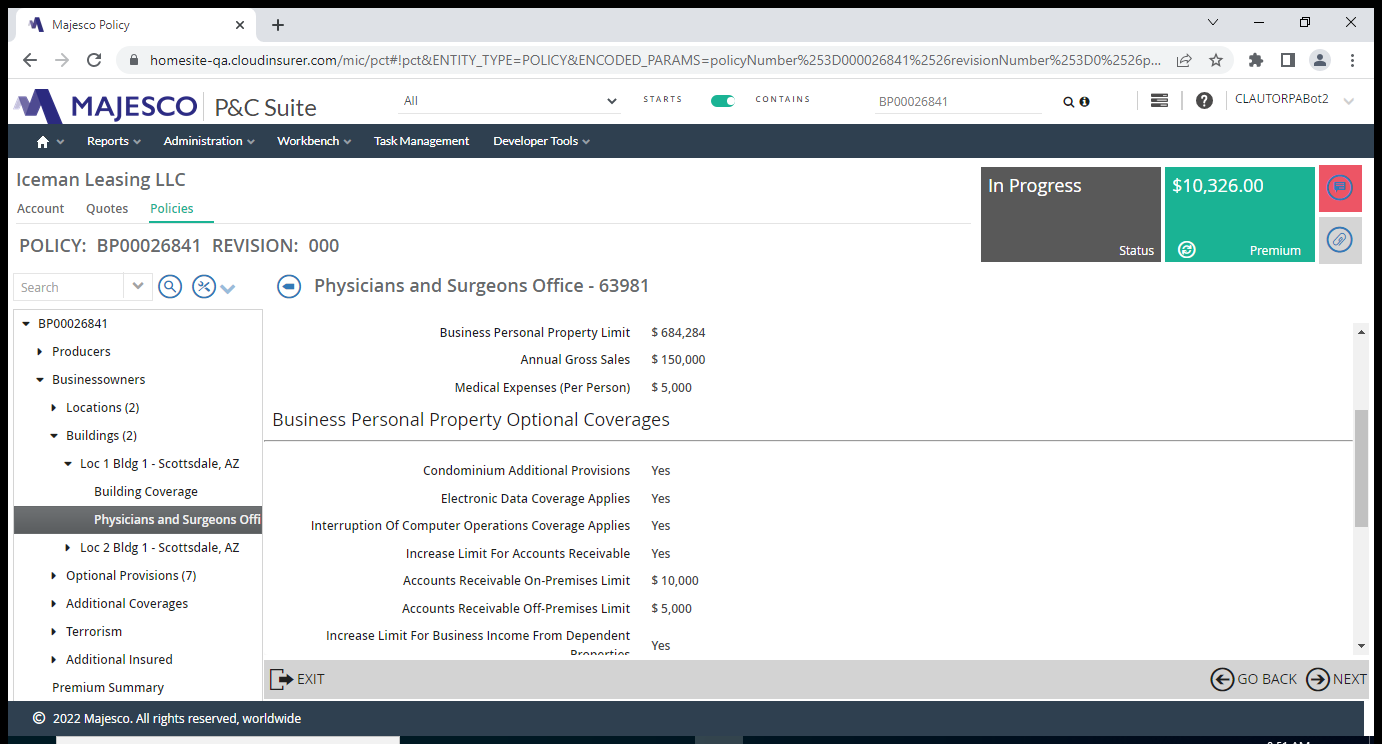 Majesco Policy
homesite-qa.cloudinsurer.com/mic/pct#!pct&ENTITY_TYPE=POLICY&ENCODED_PARAMS=policyNumber%253D000026841%2526revisionNumber%253D0%2526p...
MAJESCO P&C Suite
All
STARTS
CONTAINS
BP00026841
CLAUTORPABot2
Reports
Administration
Workbench
Task Management
Developer Tools
Iceman Leasing LLC
Account
Quotes
Policies
In Progress
Status
$10,326.00
Premium
POLICY: BP00026841 REVISION: 000
Search
Physicians and Surgeons Office - 63981
BP00026841
Producers
Businessowners
Locations (2)
Buildings (2)
Loc 1 Bldg 1 - Scottsdale, AZ
Building Coverage
Physicians and Surgeons Offi
Loc 2 Bldg 1 - Scottsdale, AZ
Optional Provisions (7)
Additional Coverages
Terrorism
Additional Insured
Premium Summary
Business Personal Property Limit $ 684,284
Annual Gross Sales $ 150,000
Medical Expenses (Per Person) $ 5,000
Business Personal Property Optional Coverages
Condominium Additional Provisions Yes
Electronic Data Coverage Applies Yes
Interruption Of Computer Operations Coverage Applies Yes
Increase Limit For Accounts Receivable Yes
Accounts Receivable On-Premises Limit $ 10,000
Accounts Receivable Off-Premises Limit $ 5,000
Increase Limit For Business Income From Dependent
Properties Yes
EXIT
GO BACK
NEXT
© 2022 Majesco. All rights reserved, worldwide